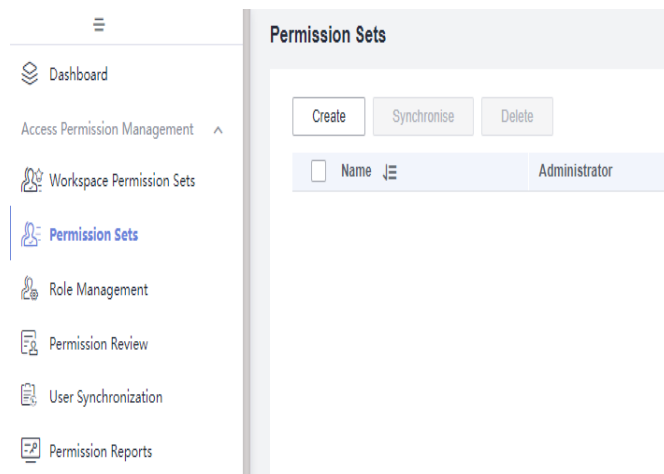 Dashboard
Access Permission Management
Workspace Permission Sets
Permission Sets
Role Management
Permission Review
User Synchronization
Permission Reports
Permission Sets
Create Synchronise Delete
Name Administrator